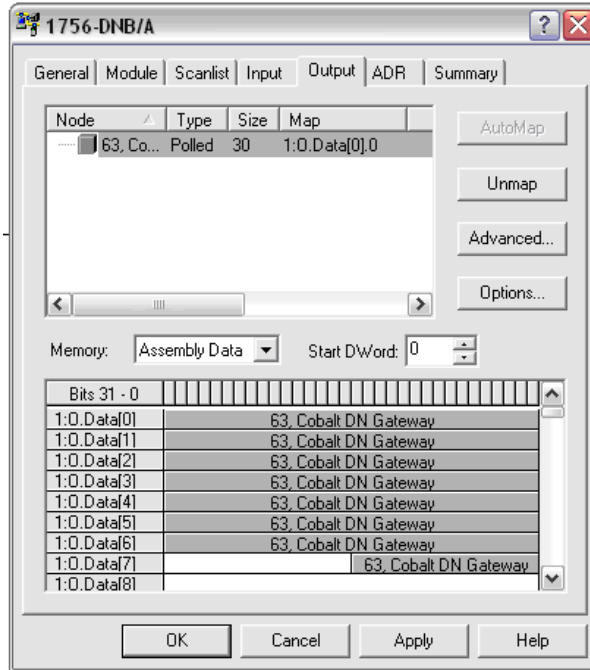 1756-DNB/A
General Module Scanlist Input Output ADR Summary
Node Type Size Map
63, Co... Polled 30 1:O.Data[0].0
AutoMap
Unmap
Advanced...
Options...
Memory: Assembly Data Start DWord: 0
Bits 31 - 0
1:O.Data[0] 63, Cobalt DN Gateway
1:O.Data[1] 63, Cobalt DN Gateway
1:O.Data[2] 63, Cobalt DN Gateway
1:O.Data[3] 63, Cobalt DN Gateway
1:O.Data[4] 63, Cobalt DN Gateway
1:O.Data[5] 63, Cobalt DN Gateway
1:O.Data[6] 63, Cobalt DN Gateway
1:O.Data[7] 63, Cobalt DN Gateway
1:O.Data[8]
OK Cancel Apply Help